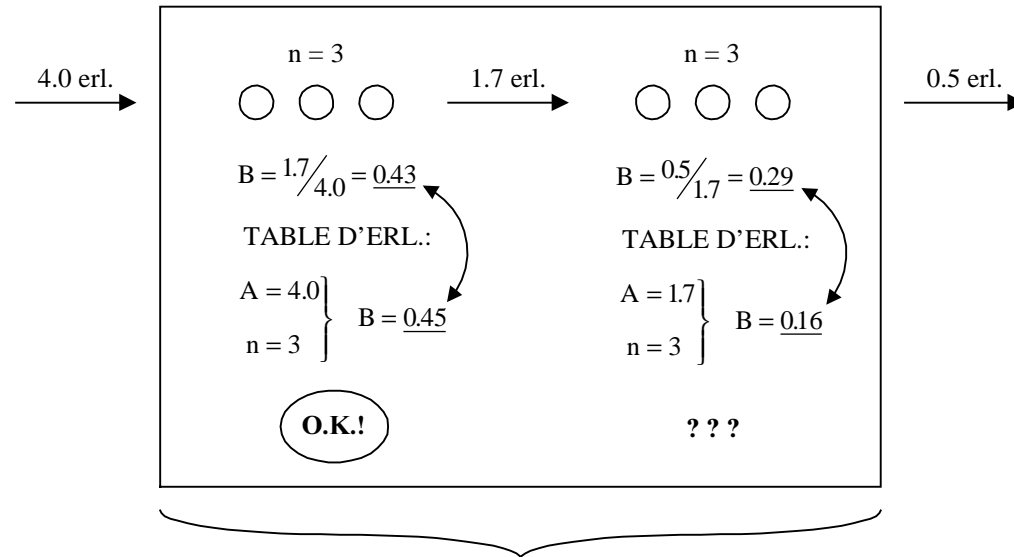 4.0 erl.
n = 3
B = 1.7/4.0 = 0.43
TABLE D'ERL.:
A = 4.0
n = 3
B = 0.45
O.K.!
1.7 erl.
n = 3
B = 0.5/1.7 = 0.29
TABLE D'ERL.:
A = 1.7
n = 3
B = 0.16
? ? ?
0.5 erl.